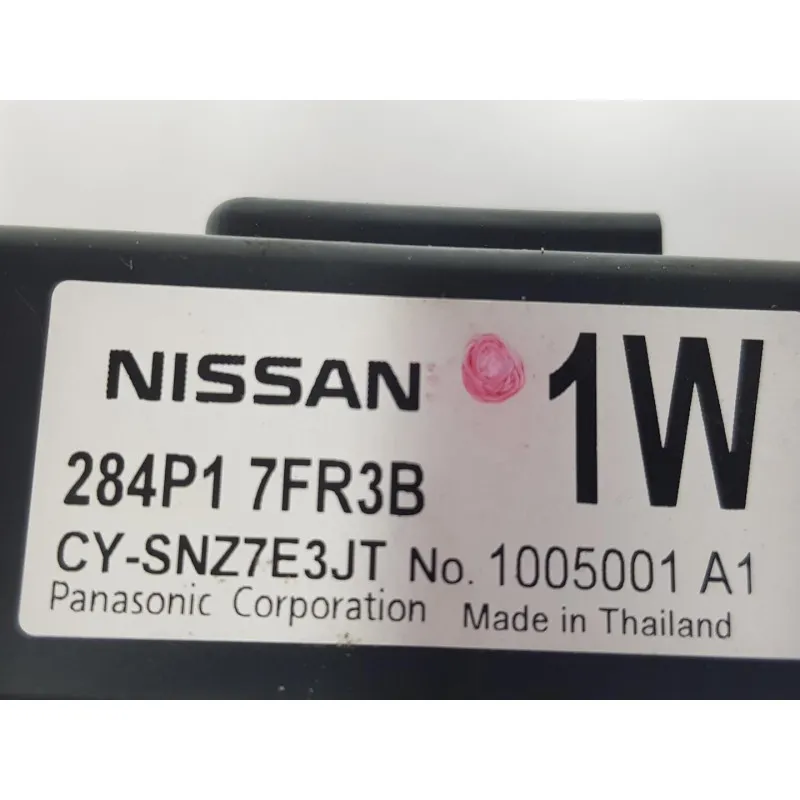 NISSAN 1W
284P1 7FR3B
CY-SNZ7E3JT No. 1005001 A1
Panasonic Corporation Made in Thailand